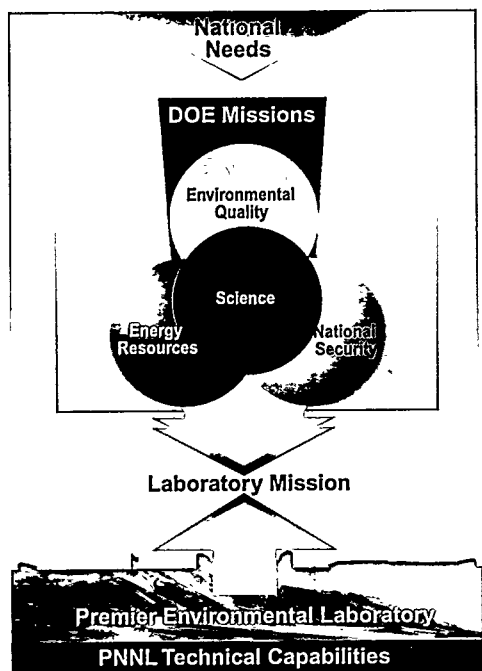 National
Needs
DOE Missions
Environmental
Quality
Science
Energy
Resources
National
Security
Laboratory Mission
Premier Environmental Laboratory
PNNL Technical Capabilities